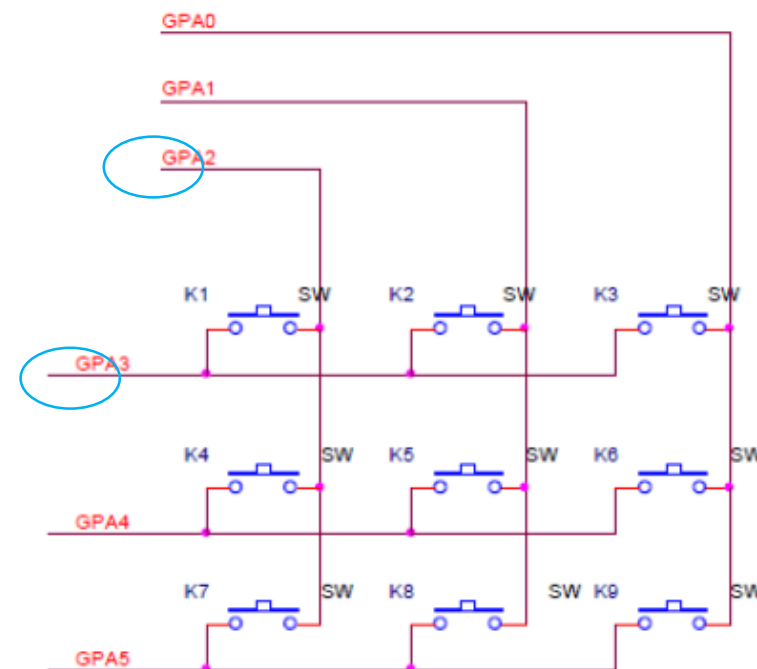 GPA0
GPA1
GPA2
K1 SW K2 SW K3 SW
GPA3
K4 SW K5 SW K6 SW
GPA4
K7 SW K8 SW K9 SW
GPA5